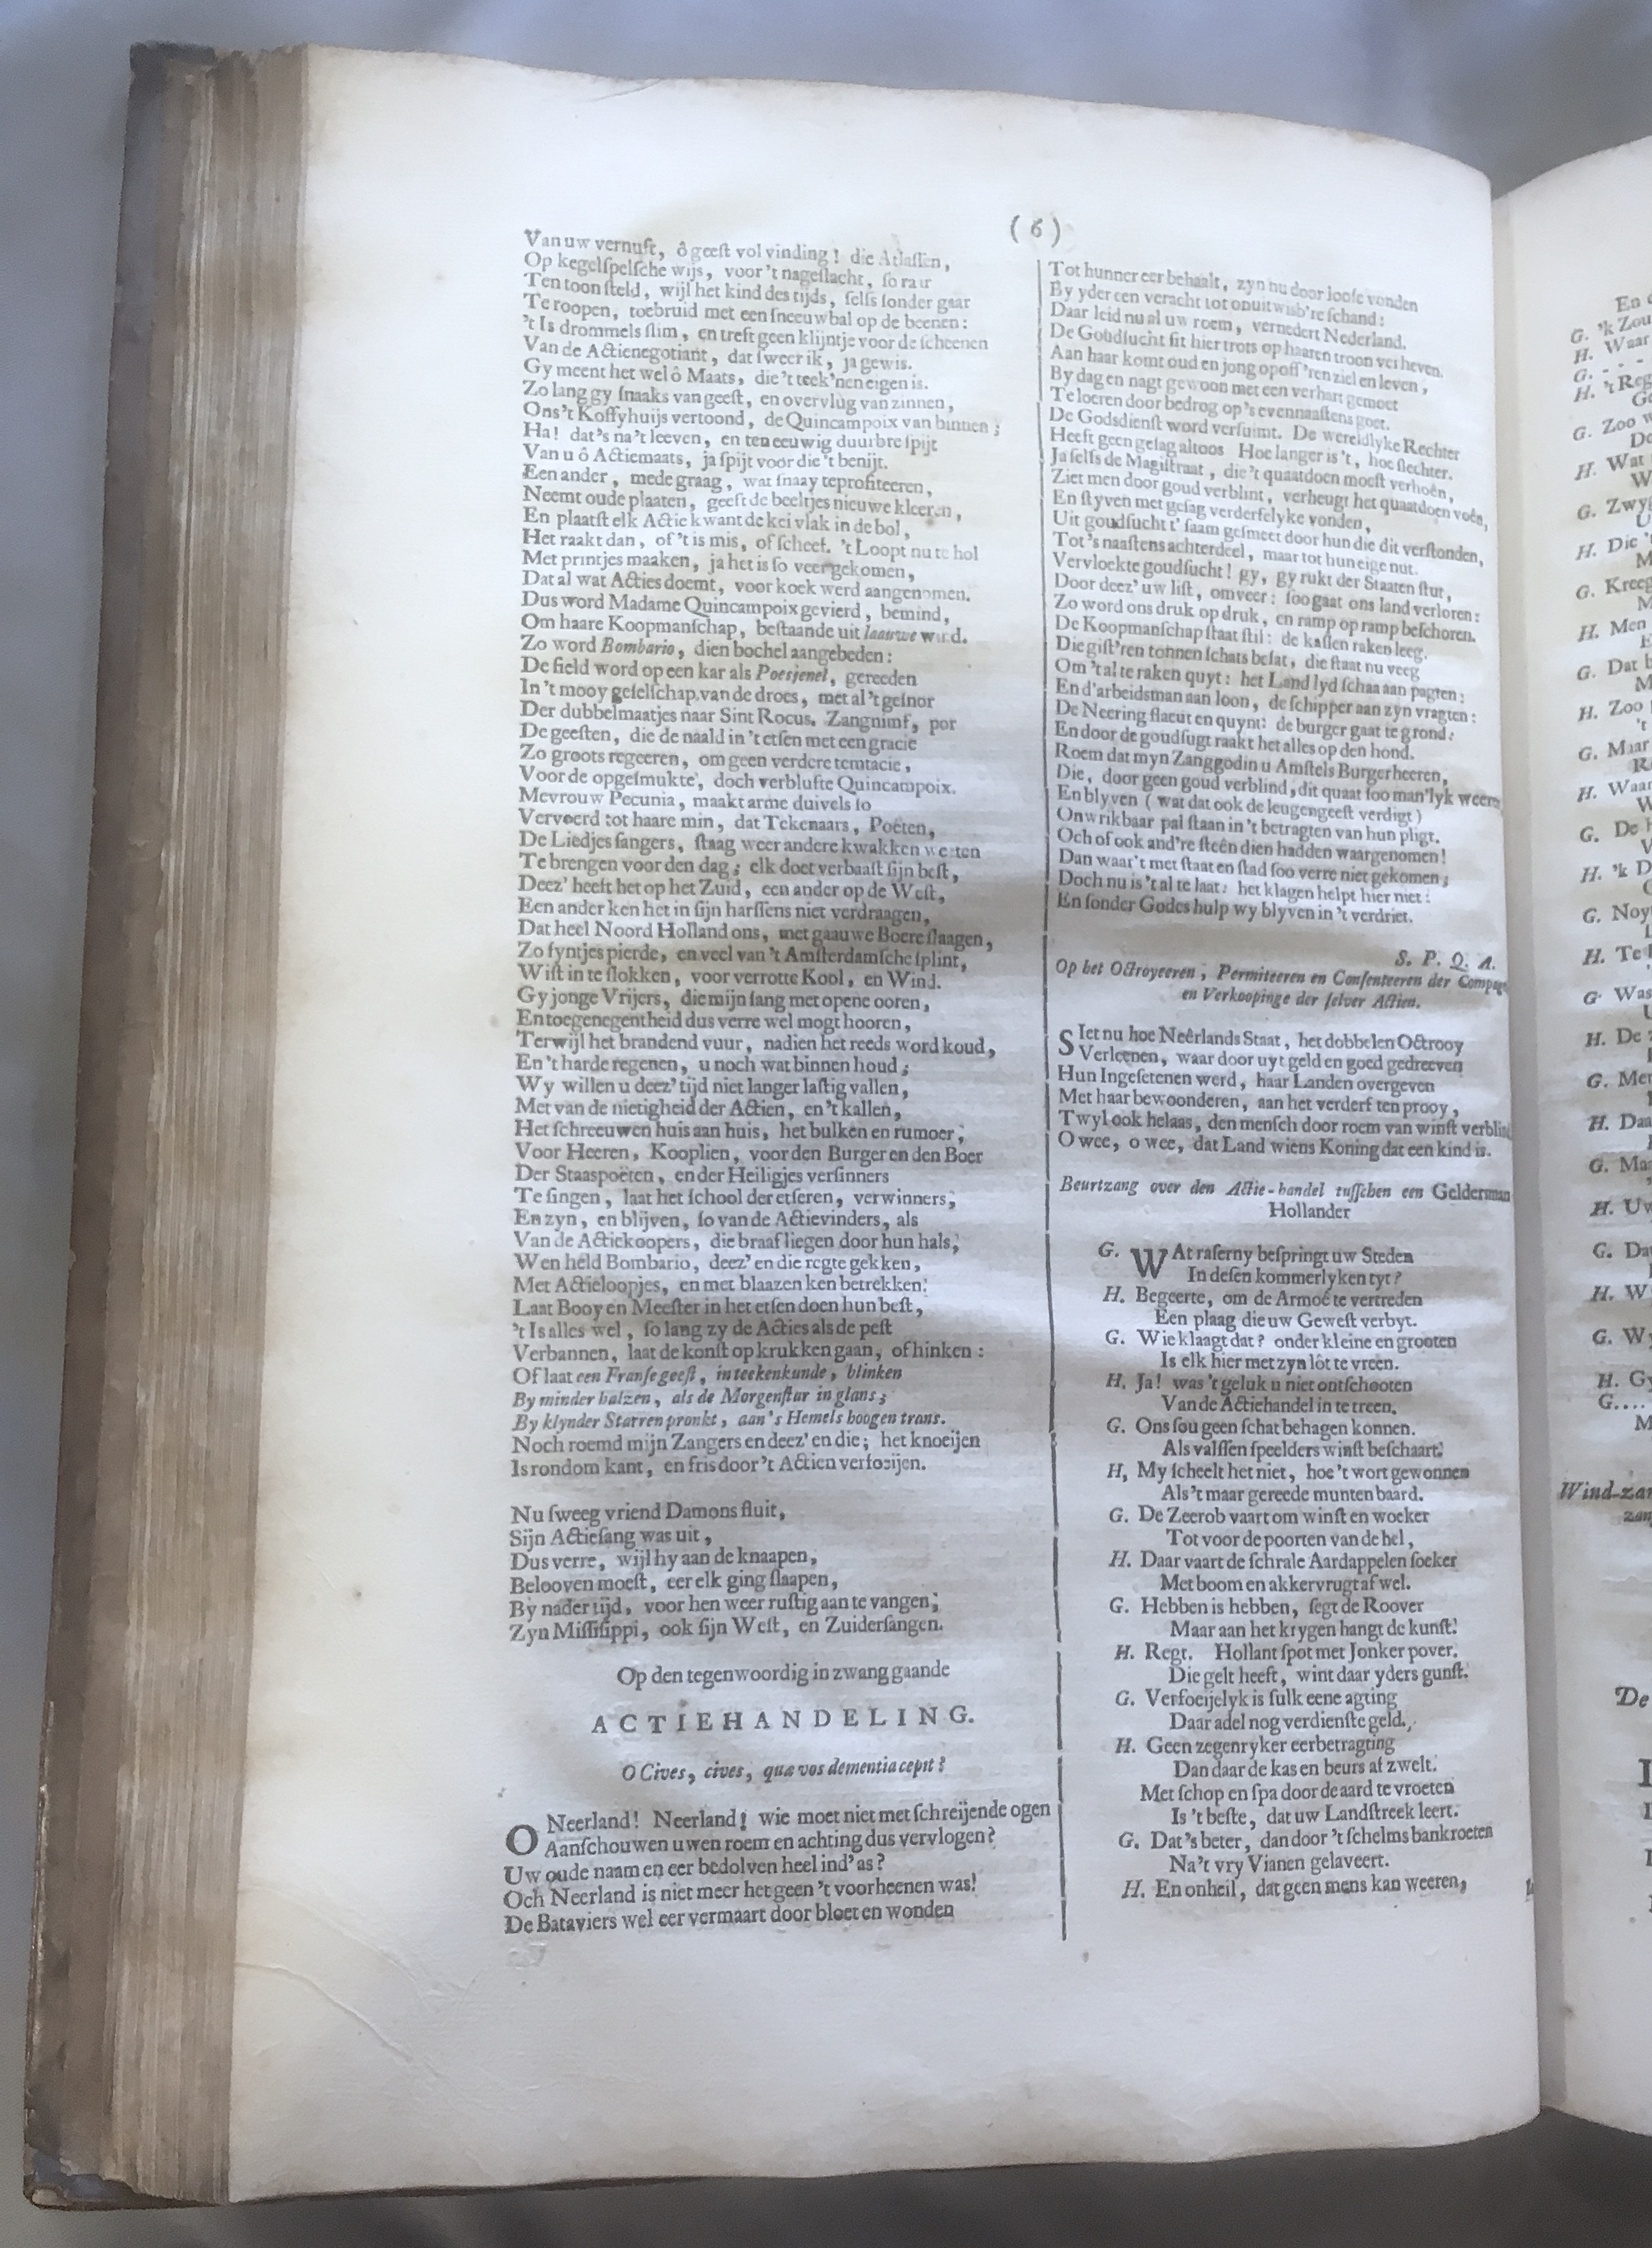 ( 6 )
Van uw vernuft, ô geeſt vol vinding! die Atlaſſen,
Op kegelſpelſche wijs, voor 't nageſlacht, ſo raar
Ten toon ſteld, wijl het kind des tijds, ſelfs ſonder gaar
Te roopen, toebruid met een ſneeuwbal op de beenen:
't Is drommels ſlim, en treft geen klijntje voor de ſcheenen
Van de Actienegotiant, dat ſweer ik, ja gewis.
Gy meent het wel ô Maats, die 't teek'nen eigen is.
Zo lang gy ſnaaks van geeſt, en overvlug van zinnen,
Ons 't Koffyhuijs vertoond, de Quincampoix van binnen;
Ha! dat's na 't leeven, en ten eeuwig duurbre ſpijt
Van u ô Actiemaats, ja ſpijt voor die 't benijt.
Een ander, mede graag, wat ſnaay te profiteeren,
Neemt oude plaaten, geeft de beeltjes nieuwe kleeren,
En plaatſt elk Actiekwant de kei vlak in de bol,
Het raakt dan, of 't is mis, of ſcheef. 't Loopt nu te hol
Met printjes maaken, ja het is ſo veer gekomen,
Dat al wat Acties doemt, voor koek werd aangenomen.
Dus word Madame Quincampoix gevierd, bemind,
Om haare Koopmanſchap, beſtaande uit laauwe wind.
Zo word Bombario, dien bochel aangebeden:
De field word op een kar als Poesjenel, gereeden
In 't mooy geſelſchap van de droes, met al 't geſnor
Der dubbelmaatjes naar Sint Rocus. Zangnimf, por
De geeſten, die de naald in 't etſen met een gracie
Zo groots regeeren, om geen verdere temtacie,
Voor de opgeſmukte, doch verblufte Quincampoix.
Mevrouw Pecunia, maakt arme duivels ſo
Verveerd tot haare min, dat Tekenaars, Poëten,
De Liedjes ſangers, ſtaag weer andere kwakken weeten
Te brengen voor den dag; elk doet verbaaſt ſijn beſt,
Deez' heeft het op het Zuid, een ander op de Weſt,
Een ander ken het in ſijn harſſens niet verdraagen,
Dat heel Noord Holland ons, met gaauwe Boere ſlaagen,
Zo ſyntjes pierde, en veel van 't Amſterdamſche ſplint,
Wiſt in te ſlokken, voor verrotte Kool, en Wind.
Gy jonge Vrijers, die mijn ſang met opene ooren,
En toegenegentheid dus verre wel mogt hooren,
Terwijl het brandend vuur, nadien het reeds word koud,
En 't harde regenen, u noch wat binnen houd;
Wy willen u deez' tijd niet langer laſtig vallen,
Met van de nietigheid der Actien, en 't kallen,
Het ſchreeuwen huis aan huis, het bulken en rumoer,
Voor Heeren, Kooplien, voor den Burger en den Boer
Der Staaspoëten, en der Heiligjes verſinners
Te ſingen, laat het ſchool der etſeren, verwinners,
En zyn, en blijven, ſo van de Actievinders, als
Van de Actiekoopers, die braaf liegen door hun hals,
Wen held Bombario, deez' en die regte gekken,
Met Actieloopjes, en met blaazen ken betrekken:
Laat Booy en Meeſter in het etſen doen hun beſt,
't Is alles wel, ſo lang zy de Acties als de peſt
Verbannen, laat de konſt op krukken gaan, of hinken:
Of laat een Franſe geeſt, in teekenkunde, blinken
By minder balzen, als de Morgenſtar in glans;
By klynder Starren pronkt, aan's Hemels hoogen trans.
Noch roemd mijn Zangers en deez' en die; het knoeijen
Is rondom kant, en fris door 't Actien verfoeijen.
Nu ſweeg vriend Damons fluit,
Sijn Actieſang was uit,
Dus verre, wijl hy aan de knaapen,
Belooven moeſt, eer elk ging ſlaapen,
By nader tijd, voor hen weer ruſtig aan te vangen,
Zyn Miſſiſippi, ook ſijn Weſt, en Zuiderſangen.
Op den tegenwoordig in zwang gaande
ACTIEHANDELING.
O Cives, cives, quæ vos dementia cepit?
O Neerland! Neerland! wie moet niet met ſchreijende ogen
Aanſchouwen uwen roem en achting dus vervlogen?
Uw oude naam en eer bedolven heel in d'as?
Och Neerland is niet meer het geen 't voorheenen was!
De Bataviers wel eer vermaart door bloet en wonden
Tot hunner eer behaalt, zyn nu door looſe vonden
By yder een veracht tot onuitwisb're ſchand:
Daar leid nu al uw roem, vernedert Nederland.
De Goudſucht ſit hier trots op haaren troon verheven.
Aan haar komt oud en jong opoff'ren ziel en leven,
By dag en nagt gewoon met een verhart gemoet
Te loeren door bedrog op 's evennaaſtens goet.
De Godsdienſt word verſuimt. De wereldlyke Rechter
Heeft geen geſag altoos Hoe langer is 't, hoe ſlechter.
Ja ſelfs de Magiſtraat, die 't quaatdoen moeſt verhoên,
Ziet men door goud verblint, verheugt het quaatdoen voên,
En ſtyven met geſag verderfelyke vonden,
Uit goudſucht t' ſaam geſmeet door hun die dit verſtonden,
Tot 's naaſtens achterdeel, maar tot hun eige nut.
Vervloekte goudſucht! gy, gy rukt der Staaten ſtut,
Door deez' uw liſt, omveer: ſoo gaat ons land verloren:
Zo word ons druk op druk, en ramp op ramp beſchoren.
De Koopmanſchap ſtaat ſtil: de kaſſen raken leeg.
Die giſt'ren tonnen ſchats beſat, die ſtaat nu veeg
Om 't al te raken quyt: het Land lyd ſchaa aan pagten:
En d'arbeidsman aan loon, de ſchipper aan zyn vragten:
De Neering ſlaeut en quynt: de burger gaat te grond:
En door de goudſugt raakt het alles op den hond.
Roem dat myn Zanggodin u Amſtels Burgerheeren,
Die, door geen goud verblind, dit quaat ſoo man'lyk weeren
En blyven (wat dat ook de leugengeeſt verdigt)
Onwrikbaar pal ſtaan in 't betragten van hun pligt.
Och of ook and're ſteên dien hadden waargenomen!
Dan waar't met ſtaat en ſtad ſoo verre niet gekomen;
Doch nu is 't al te laat: het klagen helpt hier niet:
En ſonder Godes hulp wy blyven in 't verdriet.
S. P. Q. A.
Op het Octroyeeren, Permiteeren en Conſenteeren der
en Verkoopinge der ſelver Actien.
SIet nu hoe Neêrlands Staat, het dobbelen Octrooy
Verleenen, waar door uyt geld en goed gedreeven
Hun Ingeſetenen werd, haar Landen overgeven
Met haar bewoonderen, aan het verderf ten prooy,
Twyl ook helaas, den menſch door roem van winſt
O wee, o wee, dat Land wiens Koning dat een kind is.
Beurtzang over den Actie-handel tuſſchen een Gelderman
Hollander
G. WAt raſerny beſpringt uw Steden
In deſen kommerlyken tyt?
H. Begeerte, om de Armoê te vertreden
Een plaag die uw Geweſt verbyt.
G. Wie klaagt dat? onder kleine en grooten
Is elk hier met zyn lôt te vreen.
H. Ja! was 't geluk u niet ontſchooten
Van de Actiehandel in te treen.
G. Ons ſou geen ſchat behagen konnen.
Als valſſen ſpeelders winſt beſchaart.
H, My ſcheelt het niet, hoe 't wort gewonnen
Als 't maar gereede munten baard.
G. De Zeerob vaart om winſt en woeker
Tot voor de poorten van de hel,
H. Daar vaart de ſchrale Aardappelen ſoeker
Met boom en akkervrugt af wel.
G. Hebben is hebben, ſegt de Roover
Maar aan het krygen hangt de kunſt.
H. Regt. Hollant ſpot met Jonker pover.
Die gelt heeft, wint daar yders gunſt.
G. Verfoeijelyk is ſulk eene agting
Daar adel nog verdienſte geld.
H. Geen zegenryker eerbetragting
Dan daar de kas en beurs af zwelt.
Met ſchop en ſpa door de aard te vroeten
Is 't beſte, dat uw Landſtreek leert.
G. Dat 's beter, dan door 't ſchelms bankroeten
Na 't vry Vianen gelaveert.
H. En onheil, dat geen mens kan weeren,
G. 'k Zou
H. Waar
G. - - -
H. 't Reg
G. Zoo
H. Wat
G. Zwy
H. Die
G. Kreeg
H. Men
G. Dat
H. Zoo
G. Maar
H. Waar
G. De
H. 'k D
G. Noy
H. Te
G. Was
H. De
G. Mer
H. Daa
G. Ma
H. Uw
G. Da
H. W
G. Wy
H. Gy
G....
Wind-zan
De